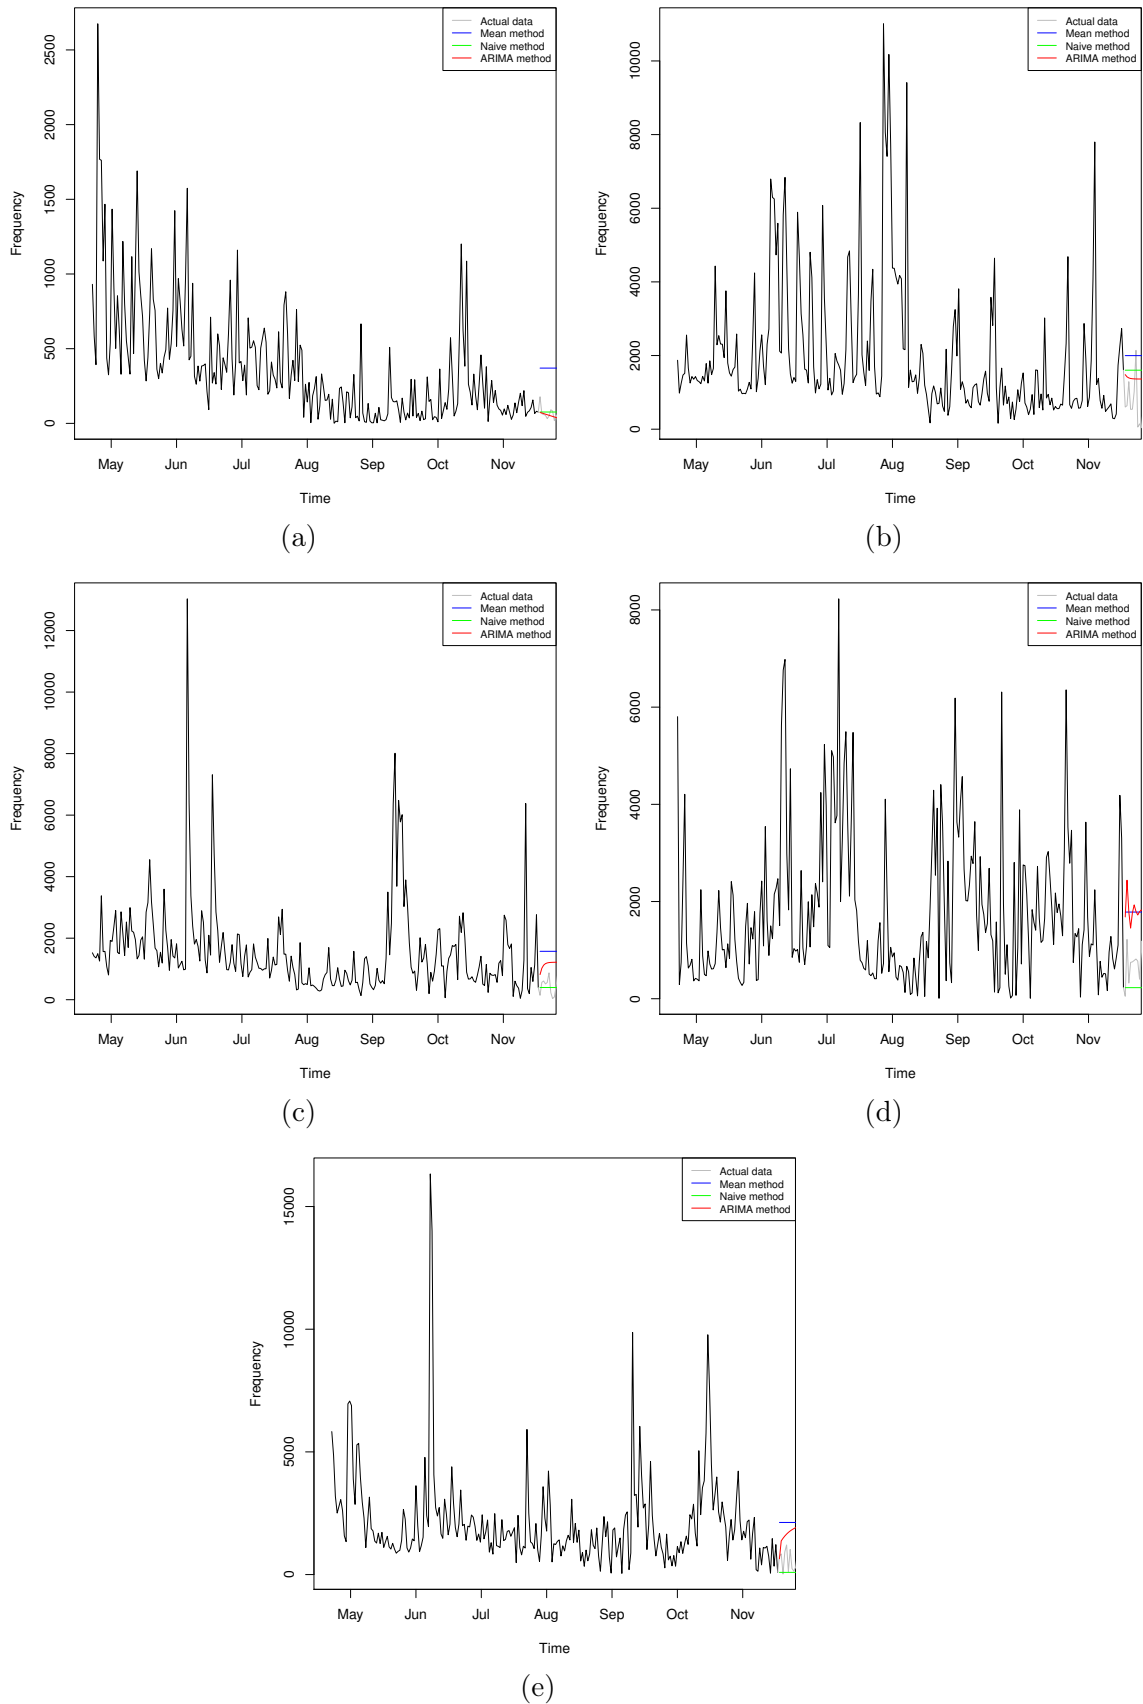 Actual data
Mean method
Naive method
ARIMA method
Frequency
0
500
1000
1500
2000
2500
May Jun Jul Aug Sep Oct Nov
Time
(a)
Actual data
Mean method
Naive method
ARIMA method
Frequency
0
2000
4000
6000
8000
10000
May Jun Jul Aug Sep Oct Nov
Time
(b)
Actual data
Mean method
Naive method
ARIMA method
Frequency
0
2000
4000
6000
8000
10000
12000
May Jun Jul Aug Sep Oct Nov
Time
(c)
Actual data
Mean method
Naive method
ARIMA method
Frequency
0
2000
4000
6000
8000
May Jun Jul Aug Sep Oct Nov
Time
(d)
Actual data
Mean method
Naive method
ARIMA method
Frequency
0
5000
10000
15000
May Jun Jul Aug Sep Oct Nov
Time
(e)